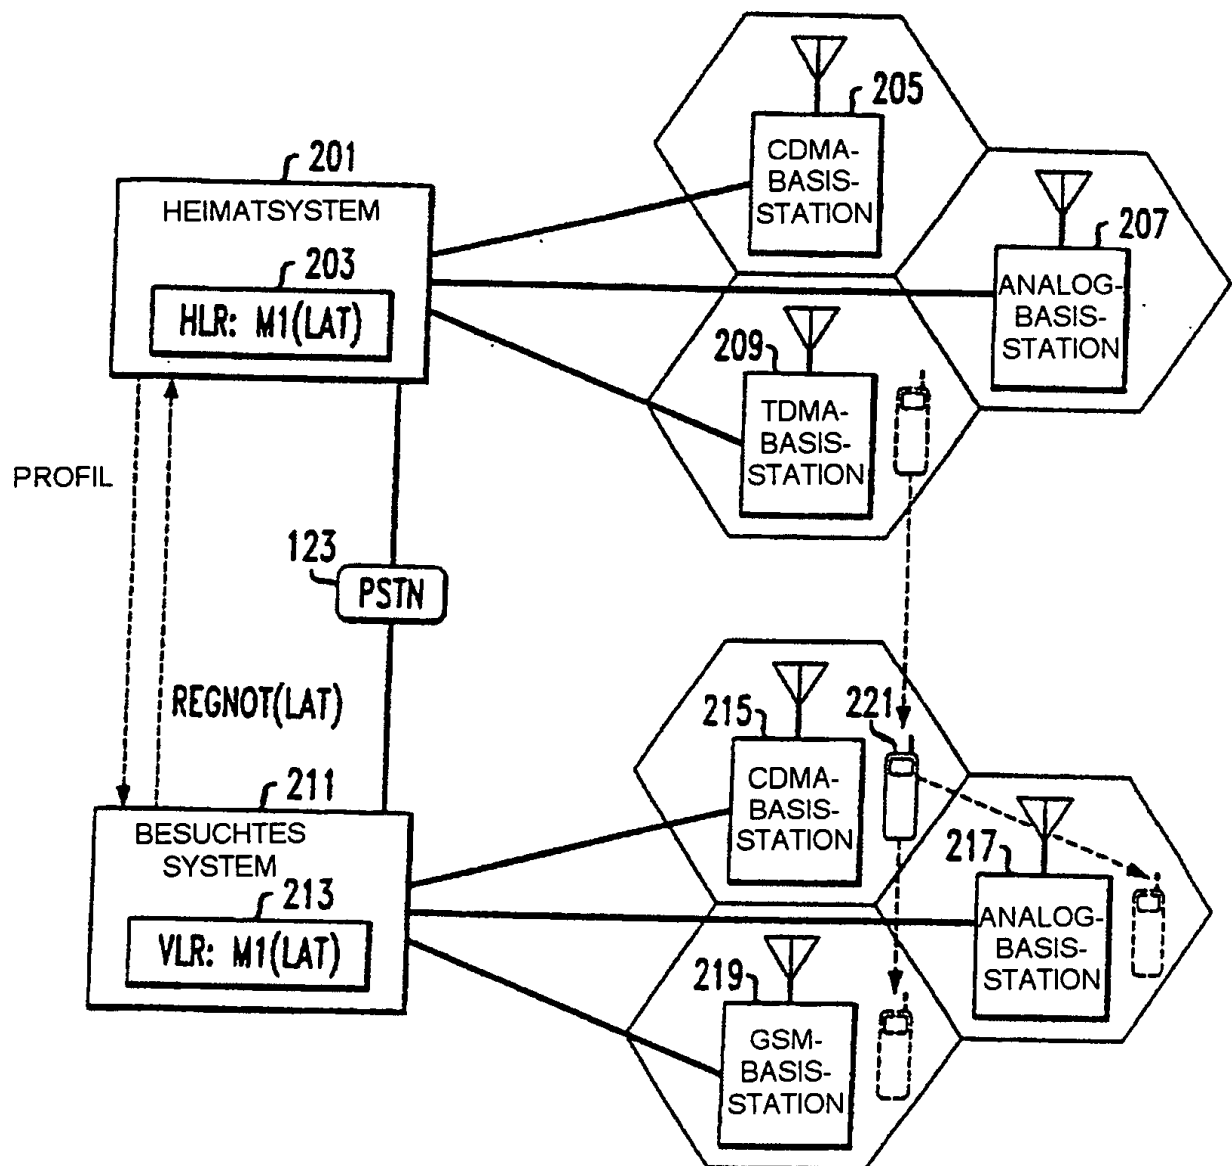 201
HEIMATSYSTEM
203
HLR: M1(LAT)
205
CDMA-
BASIS-
STATION
207
ANALOG-
BASIS-
STATION
209
TDMA-
BASIS-
STATION
PROFIL
123
PSTN
REGNOT(LAT)
211
BESUCHTES
SYSTEM
213
VLR: M1(LAT)
215
CDMA-
BASIS-
STATION
221
217
ANALOG-
BASIS-
STATION
219
GSM-
BASIS-
STATION